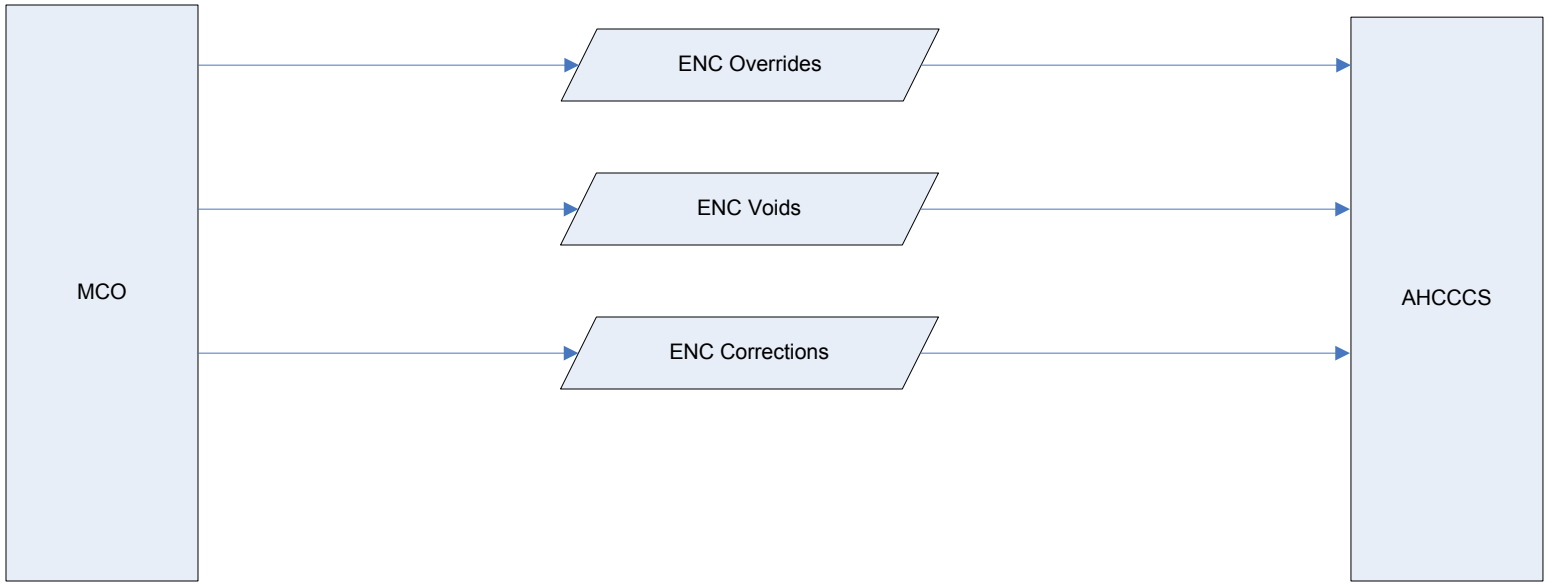 ENC Overrides
ENC Voids
MCO
AHCCCS
ENC Corrections